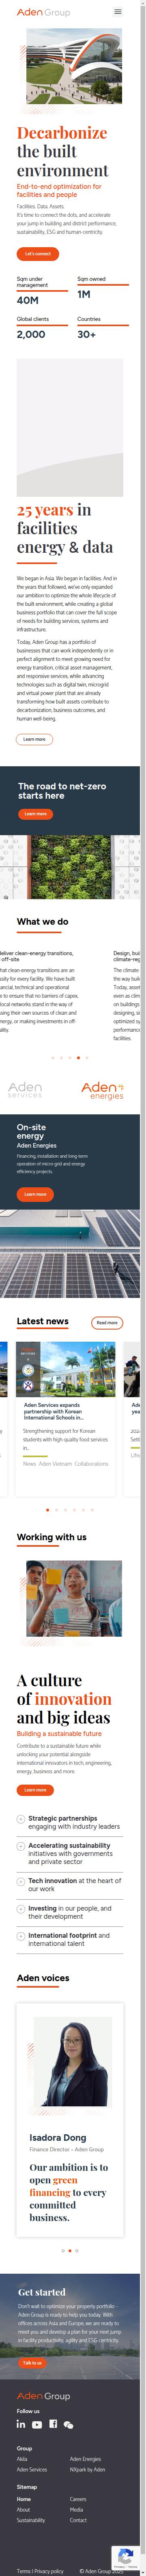 Aden Group
Decarbonize
the built
environment
End-to-end optimization for
facilities and people
Facilities. Data. Assets.
It's time to connect the dots, and accelerate
your jump in building and district performance,
sustainability, ESG and human-centricity.
Let's connect
Sqm under
management
40M
Sqm owned
1M
Global clients
2,000
Countries
30+
25 years in
facilities
energy & data
We began in Asia. We began in facilities. And in
the years that followed, we've only expanded
our ambition to optimize the whole lifecycle of
the built environment, while creating a global
business portfolio that can cover the full scope
of needs for building services, systems and
infrastructure.
Today, Aden Group has a portfolio of
businesses that can work independently or in
perfect alignment to meet growing need for
energy transition, critical asset management,
and responsive services, while advancing
technologies such as digital twin, microgrid
and virtual power plant that are already
transforming how built assets contribute to
decarbonization, business outcomes, and
human well-being.
Learn more
The road to net-zero
starts here
Learn more
What we do
deliver clean-energy transitions,
off-site
that clean-energy transitions are an
sible for every facility. We have built
ancial, technical and operational
to ensure that no barriers of capex,
local networks stand in the way of
ngs that own their source of clean-
energy, or making investments in off-
ility.
Design, bui
climate-reg
The climate
the way
Today,
even as
on build
designing, s
optimized sy
performance
facilities.
Aden
services
Aden
energies
On-site
energy
Aden Energies
Financing, installation and long-term
operation of micro-grid and energy
efficiency projects.
Learn more
Latest news
Read more
Aden Services expands
partnership with Korean
International Schools in...
Strengthening support for Korean
students with high-quality food services
in...
News Aden Vietnam Collaborations
Ade
yea
202
Sett
Life
Working with us
A culture
of innovation
and big ideas
Building a sustainable future
Contribute to a sustainable future while
unlocking your potential alongside
international innovators in tech, engineering,
energy, business and more.
Learn more
Strategic partnerships
engaging with industry leaders
Accelerating sustainability
initiatives with governments
and private sector
Tech innovation at the heart of
our work
Investing in our people, and
their development
International footprint and
international talent
Aden voices
Isadora Dong
Finance Director – Aden Group
Our ambition is to
open green
financing to every
committed
business.
Get started
Don't wait to optimize your property portfolio –
Aden Group is ready to help you today. With
offices across Asia and Europe, we are ready to
meet you and develop a plan for your next jump
in facility productivity, agility and ESG centricity.
Talk to us
Aden Group
Follow us
Group
Akila
Aden Energies
Aden Services
NXpark by Aden
Sitemap
Home
Careers
About
Media
Sustainability
Contact
Terms | Privacy policy
© Aden Group 2025
Privacy - Terms